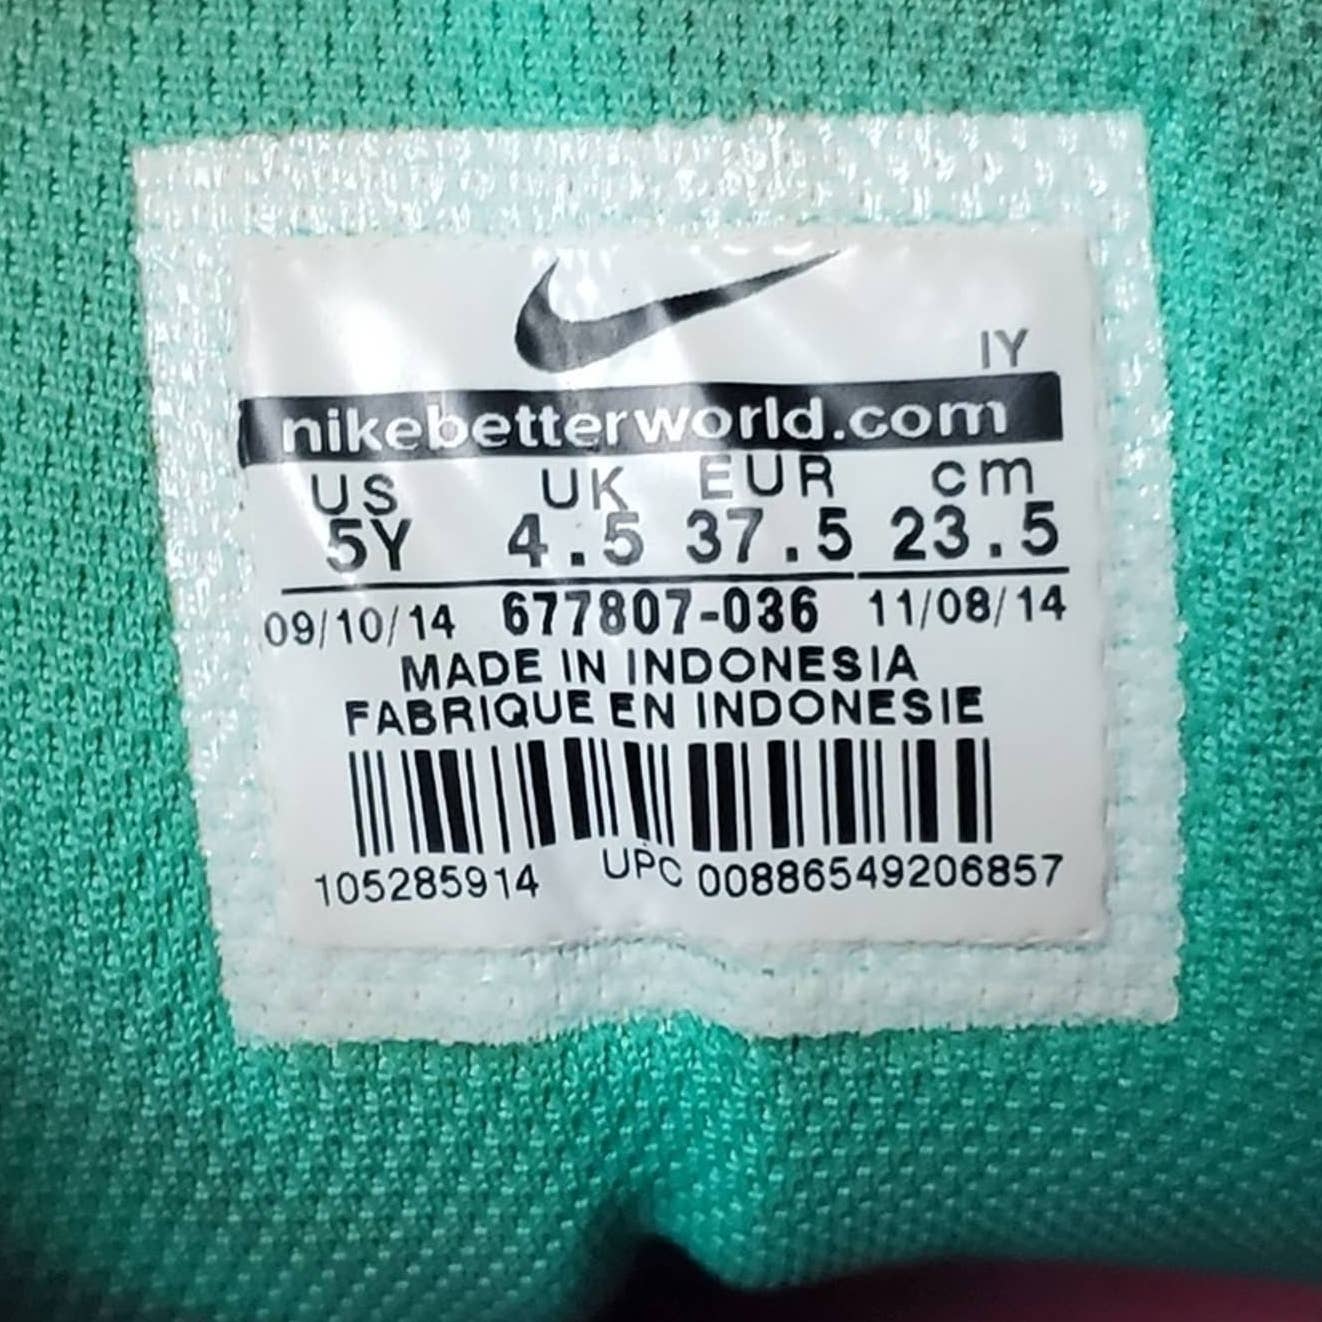 IY
nikebetterworld.com
US UK EUR cm
5Y 4.5 37.5 23.5
09/10/14 677807-036 11/08/14
MADE IN INDONESIA
FABRIQUE EN INDONESIE
105285914 UPC 00886549206857